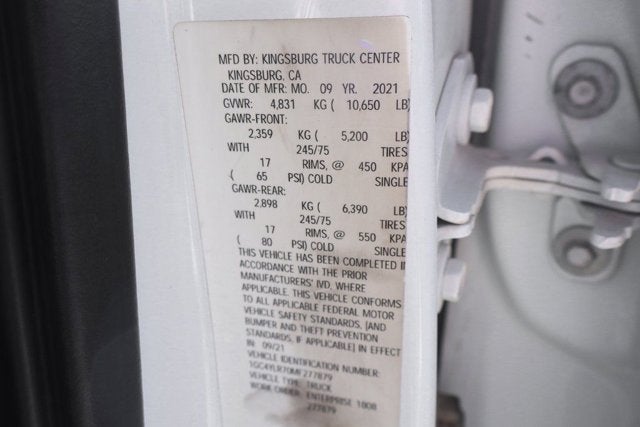 MFD BY: KINGSBURG TRUCK CENTER
KINGSBURG, CA
DATE OF MFR: MO. 09 YR. 2021
GVWR: 4,831 KG ( 10,650 LB)
GAWR-FRONT:
2,359 KG ( 5,200 LB)
WITH 245/75 TIRES
17 RIMS, @ 450 KPA
( 65 PSI) COLD SINGLE
GAWR-REAR:
2,898 KG ( 6,390 LB)
WITH 245/75 TIRES
17 RIMS, @ 550 KPA
( 80 PSI) COLD SINGLE
THIS VEHICLE HAS BEEN COMPLETED I
ACCORDANCE WITH THE PRIOR
MANUFACTURERS' IVD, WHERE
APPLICABLE. THIS VEHICLE CONFORMS
TO ALL APPLICABLE FEDERAL MOTOR
VEHICLE SAFETY STANDARDS, [AND
BUMPER AND THEFT PREVENTION
STANDARDS, IF APPLICABLE] IN EFFECT
IN 09/21
VEHICLE IDENTIFICATION NUMBER:
VEHICLE TYPE: TRUCK
WORK ORDER: ENTERPRISE 1008
277879